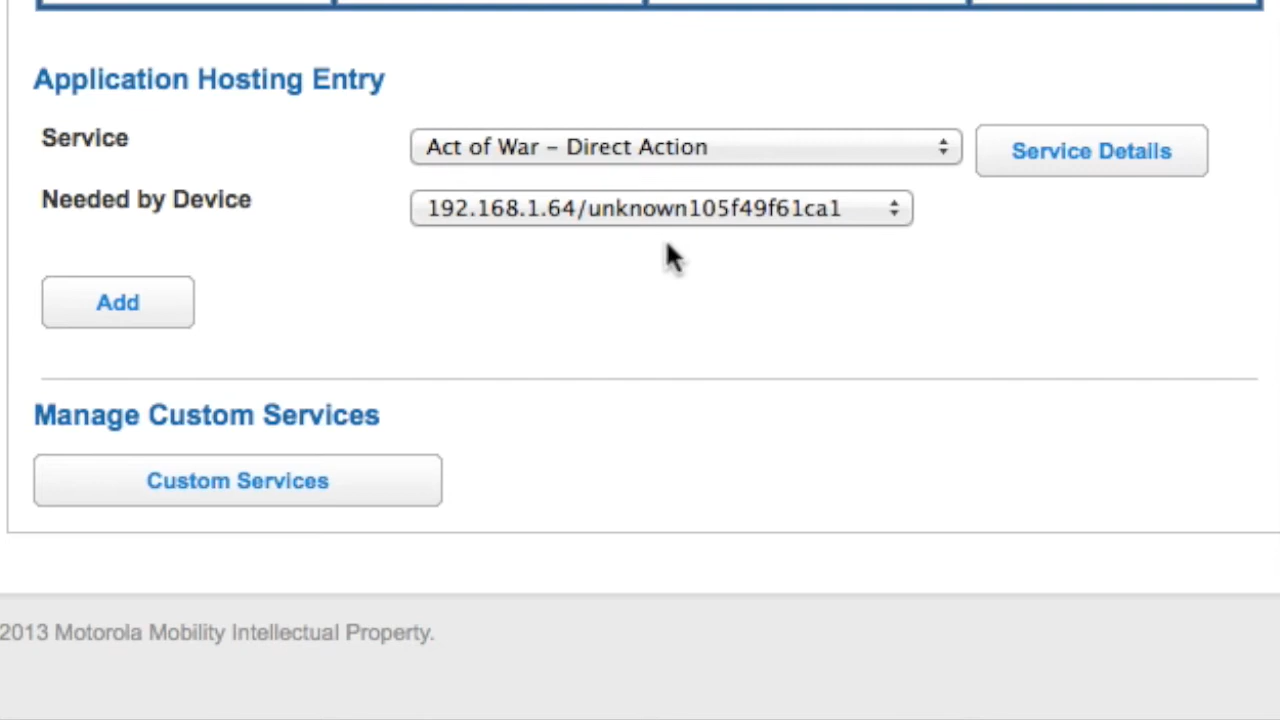 Application Hosting Entry
Service
Act of War – Direct Action
Service Details
Needed by Device
192.168.1.64/unknown105f49f61ca1
Add
Manage Custom Services
Custom Services
2013 Motorola Mobility Intellectual Property.